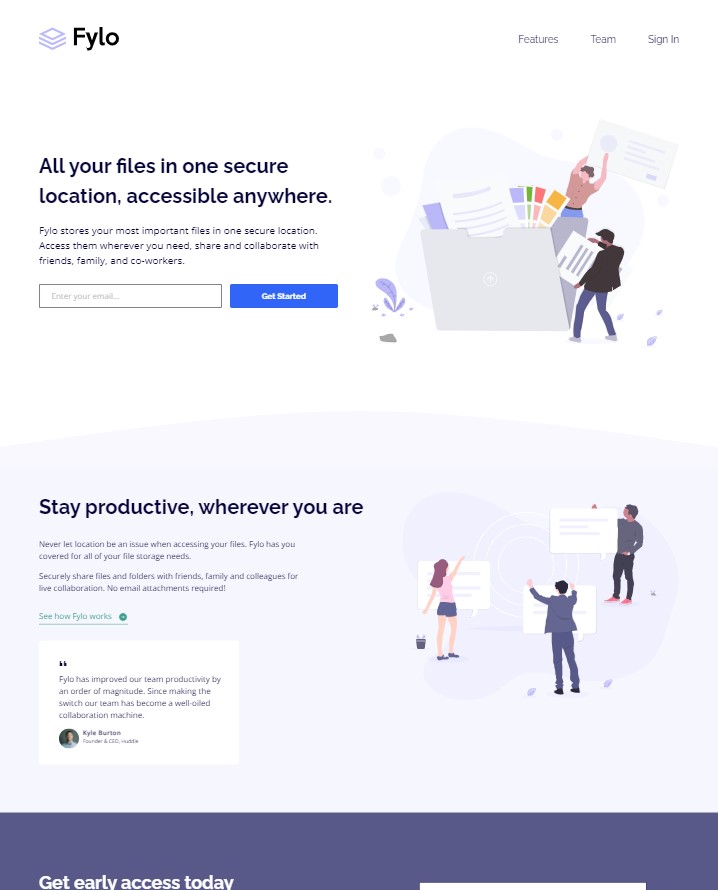 Fylo
Features
Team
Sign In
All your files in one secure
location, accessible anywhere.
Fylo stores your most important files in one secure location.
Access them wherever you need, share and collaborate with
friends, family, and co-workers.
Enter your email...
Get Started
Stay productive, wherever you are
Never let location be an issue when accessing your files. Fylo has you
covered for all of your file storage needs.
Securely share files and folders with friends, family and colleagues for
live collaboration. No email attachments required!
See how Fylo works
“
Fylo has improved our team productivity by
an order of magnitude. Since making the
switch our team has become a well-oiled
collaboration machine.
Kyle Burton
Founder & CEO, Huddle
Get early access today